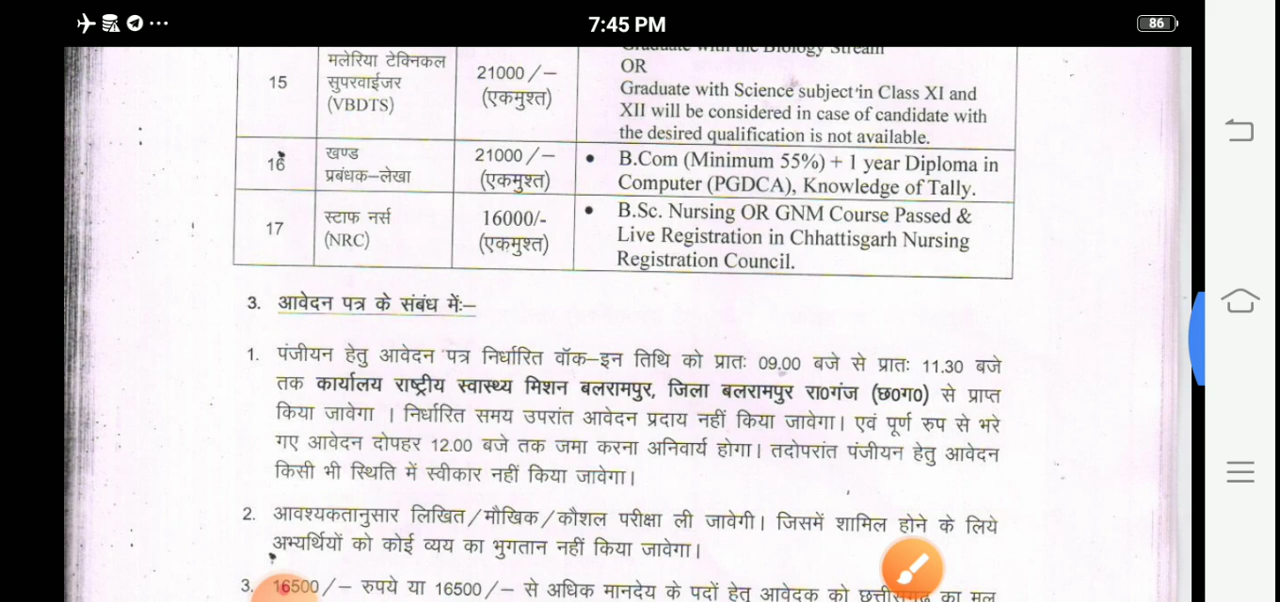 7:45 PM
86
Graduate with the Biology Stream
15
मलेरिया टेक्निकल
सुपरवाईजर
(VBDTS)
21000/–
(एकमुश्त)
OR
Graduate with Science subject in Class XI and
XII will be considered in case of candidate with
the desired qualification is not available.
16
खण्ड
प्रबंधक–लेखा
21000/–
(एकमुश्त)
• B.Com (Minimum 55%) + 1 year Diploma in
Computer (PGDCA), Knowledge of Tally.
17
स्टाफ नर्स
(NRC)
16000/-
(एकमुश्त)
• B.Sc. Nursing OR GNM Course Passed &
Live Registration in Chhattisgarh Nursing
Registration Council.
3. आवेदन पत्र के संबंध में:–
1. पंजीयन हेतु आवेदन पत्र निर्धारित वॉक–इन तिथि को प्रातः 09.00 बजे से प्रातः 11.30 बजे
तक कार्यालय राष्ट्रीय स्वास्थ्य मिशन बलरामपुर, जिला बलरामपुर रा0गंज (छ0ग0) से प्राप्त
किया जावेगा । निर्धारित समय उपरांत आवेदन प्रदाय नहीं किया जावेगा। एवं पूर्ण रुप से भरे
गए आवेदन दोपहर 12.00 बजे तक जमा करना अनिवार्य होगा। तदोपरांत पंजीयन हेतु आवेदन
किसी भी स्थिति में स्वीकार नहीं किया जावेगा।
2. आवश्यकतानुसार लिखित/मौखिक/कौशल परीक्षा ली जावेगी। जिसमें शामिल होने के लिये
अभ्यर्थियों को कोई व्यय का भुगतान नहीं किया जावेगा।
3. 16500/– रुपये या 16500/– से अधिक मानदेय के पदों हेतु आवेदक को छत्तीसगढ़ का मूल